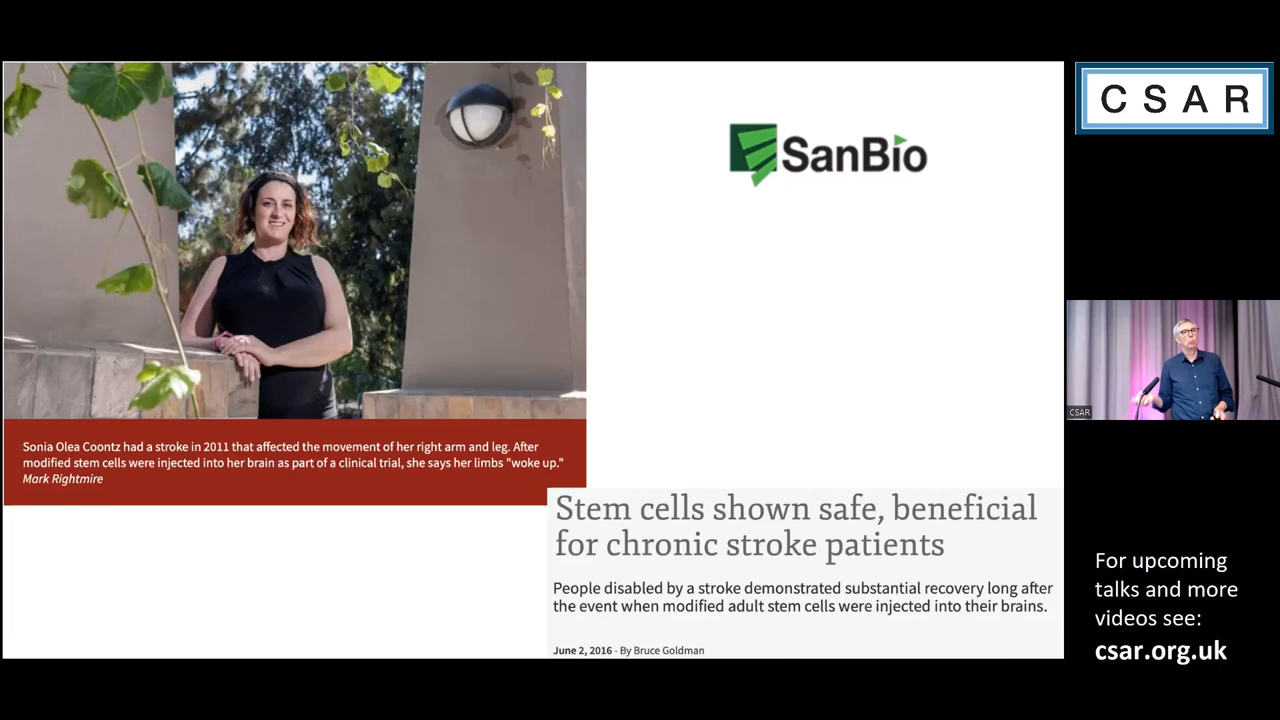 SanBio
Sonia Olea Coontz had a stroke in 2011 that affected the movement of her right arm and leg. After
modified stem cells were injected into her brain as part of a clinical trial, she says her limbs "woke up."
Mark Rightmire
Stem cells shown safe, beneficial
for chronic stroke patients
People disabled by a stroke demonstrated substantial recovery long after
the event when modified adult stem cells were injected into their brains.
June 2, 2016 - By Bruce Goldman
CSAR
CSAR
For upcoming
talks and more
videos see:
csar.org.uk